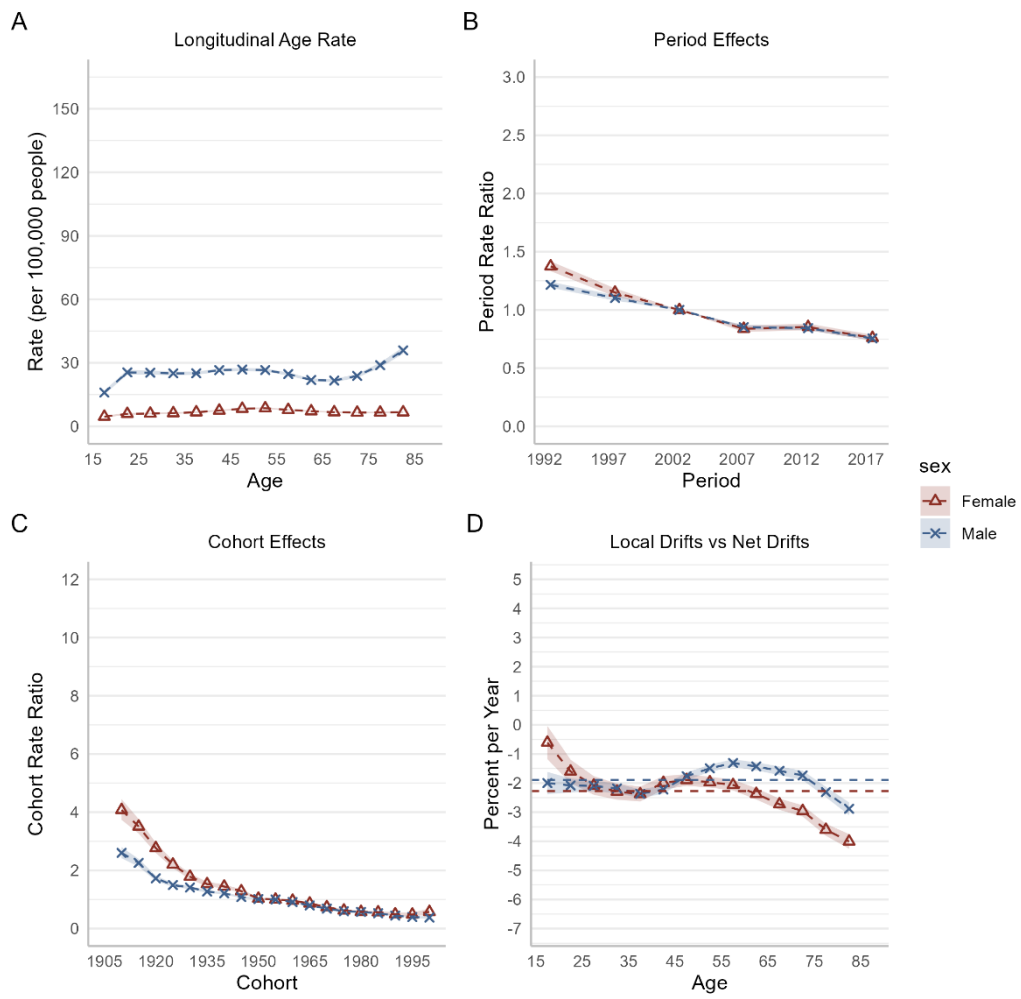 A
Longitudinal Age Rate
Rate (per 100,000 people)
150
120
90
60
30
0
15 25 35 45 55 65 75 85
Age
B
Period Effects
Period Rate Ratio
3.0
2.5
2.0
1.5
1.0
0.5
0.0
1992 1997 2002 2007 2012 2017
Period
sex
Female
Male
C
Cohort Effects
Cohort Rate Ratio
12
10
8
6
4
2
0
1905 1920 1935 1950 1965 1980 1995
Cohort
D
Local Drifts vs Net Drifts
Percent per Year
5
4
3
2
1
0
-1
-2
-3
-4
-5
-6
-7
15 25 35 45 55 65 75 85
Age